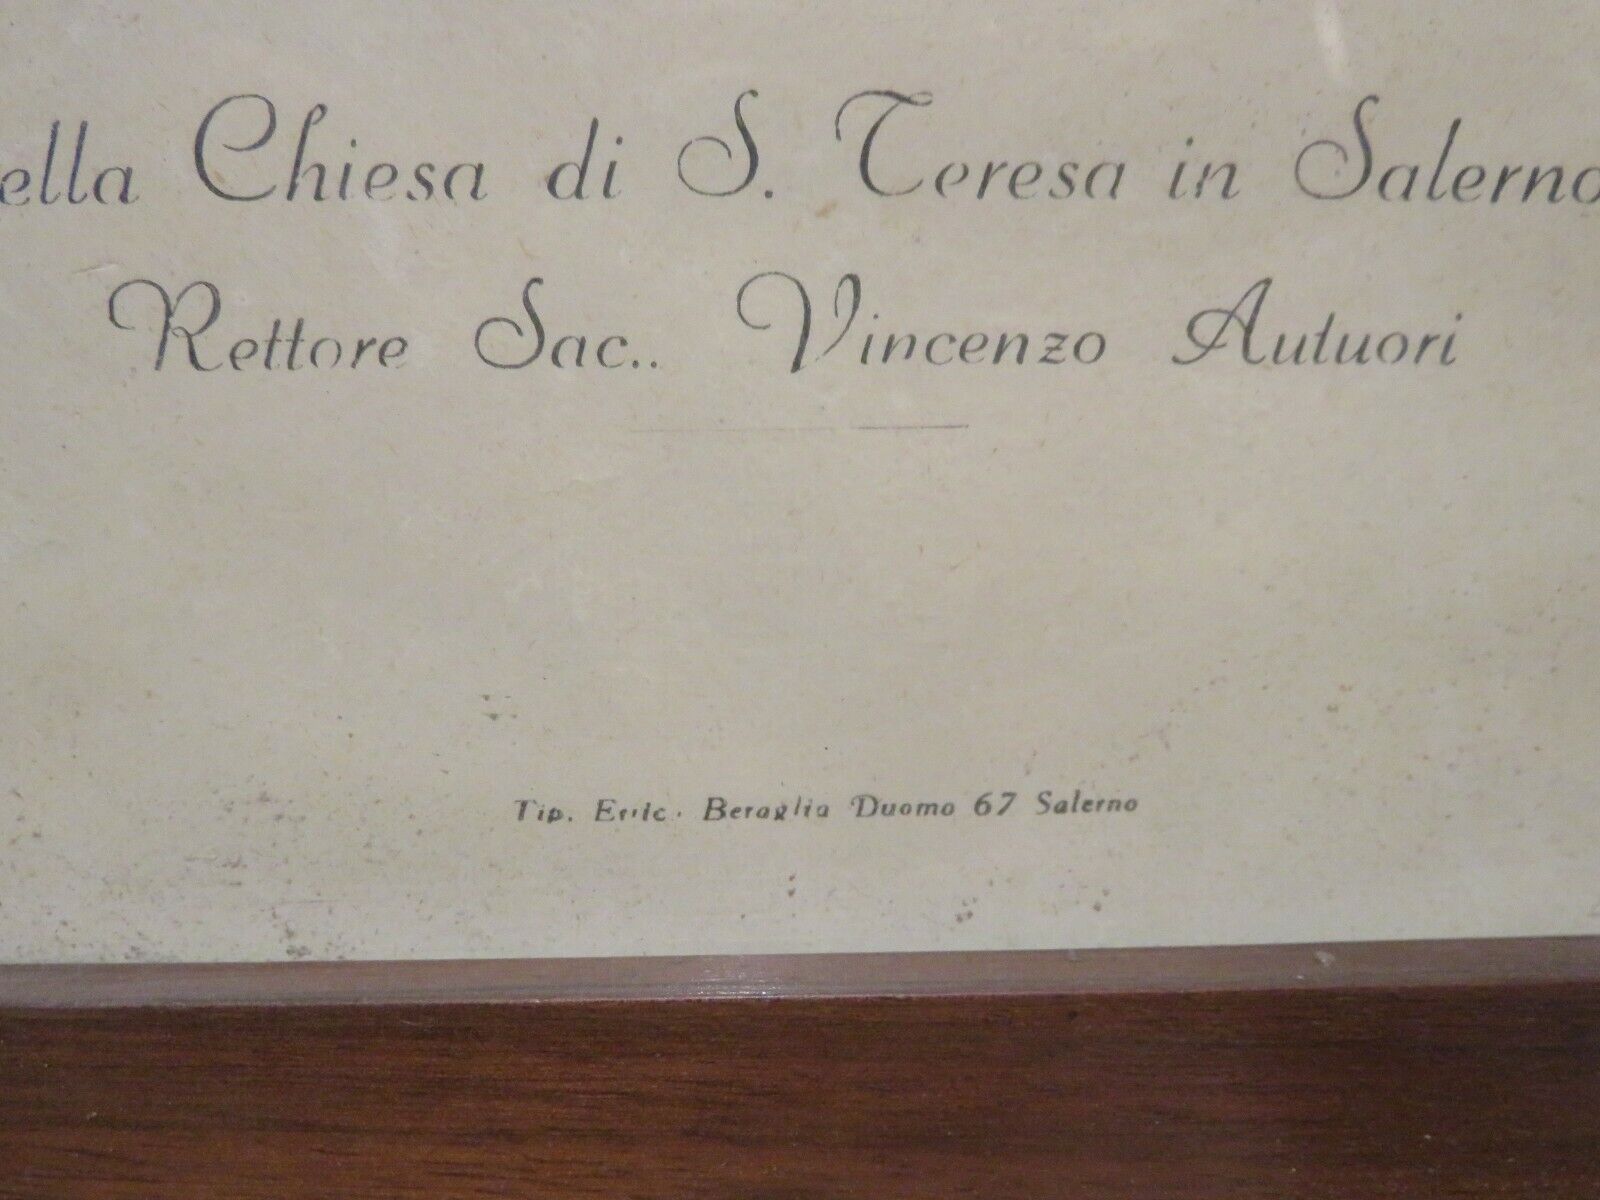 ella Chiesa di S. Teresa in Salerno
Rettore Sac.. Vincenzo Autuori
Tip. Beraglia Duomo 67 Salerno